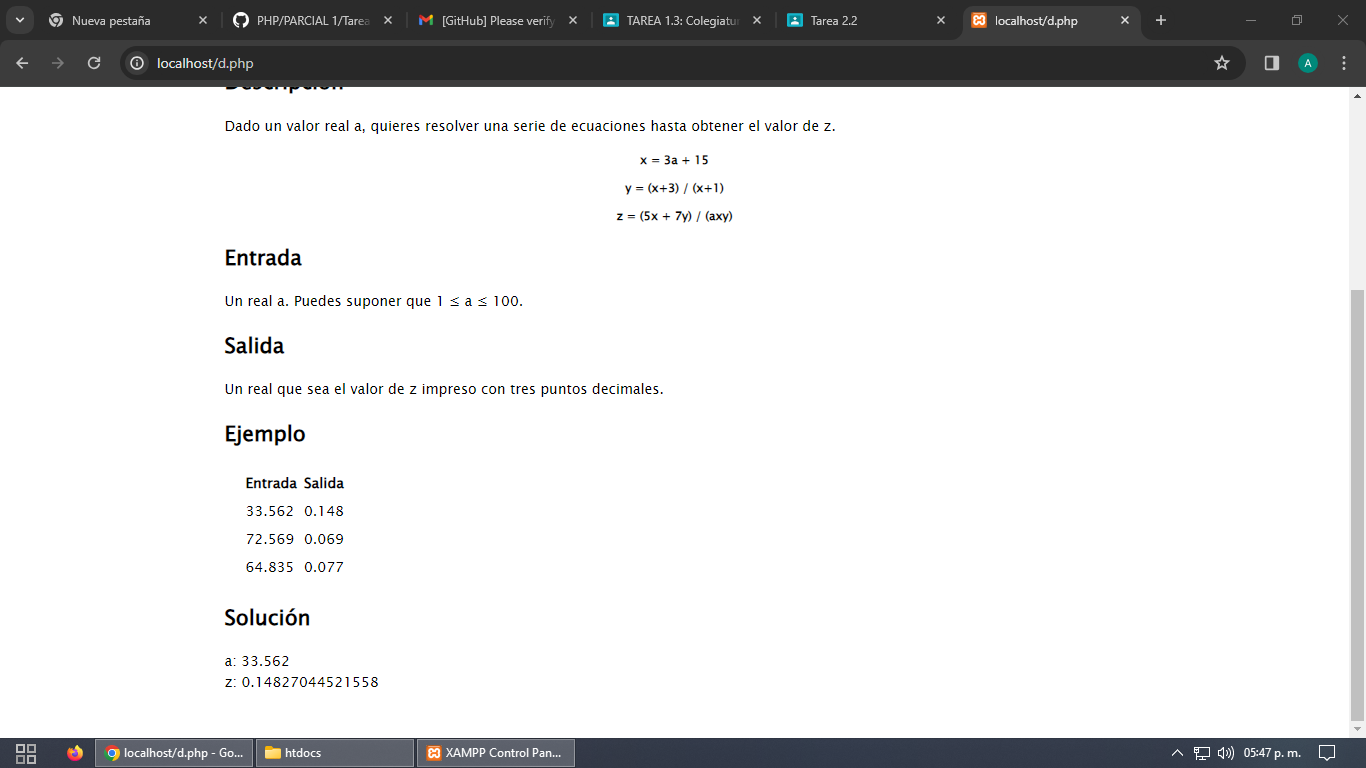 Nueva pestaña
PHP/PARCIAL 1/Tarea
[GitHub] Please verify
TAREA 1.3: Colegiatu
Tarea 2.2
localhost/d.php
localhost/d.php
A
Descripción
Dado un valor real a, quieres resolver una serie de ecuaciones hasta obtener el valor de z.
x = 3a + 15
y = (x+3) / (x+1)
z = (5x + 7y) / (axy)
Entrada
Un real a. Puedes suponer que 1 ≤ a ≤ 100.
Salida
Un real que sea el valor de z impreso con tres puntos decimales.
Ejemplo
Entrada Salida
33.562 0.148
72.569 0.069
64.835 0.077
Solución
a: 33.562
z: 0.14827044521558
localhost/d.php - Go...
htdocs
XAMPP Control Pan...
05:47 p. m.